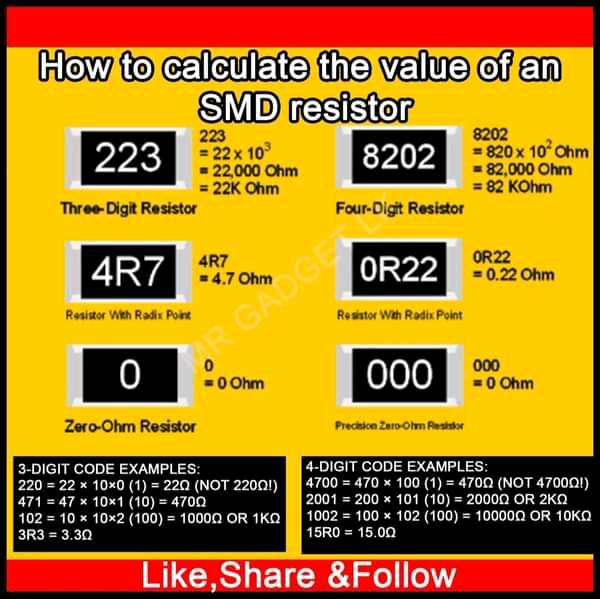 How to calculate the value of an
SMD resistor
223
223
= 22 x 10³
= 22,000 Ohm
= 22K Ohm
Three-Digit Resistor
8202
8202
= 820 x 10² Ohm
= 82,000 Ohm
= 82 KOhm
Four-Digit Resistor
4R7
4R7
= 4.7 Ohm
Resistor With Radix Point
0R22
0R22
= 0.22 Ohm
Resistor With Radix Point
MR GADGET
0
0
= 0 Ohm
Zero-Ohm Resistor
000
000
= 0 Ohm
Precision Zero-Ohm Resistor
3-DIGIT CODE EXAMPLES:
220 = 22 × 10×0 (1) = 22Ω (NOT 220Ω!)
471 = 47 × 10×1 (10) = 470Ω
102 = 10 × 10×2 (100) = 1000Ω OR 1KΩ
3R3 = 3.3Ω
4-DIGIT CODE EXAMPLES:
4700 = 470 × 100 (1) = 470Ω (NOT 4700Ω!)
2001 = 200 × 101 (10) = 2000Ω OR 2KΩ
1002 = 100 × 102 (100) = 10000Ω OR 10KΩ
15R0 = 15.0Ω
Like,Share &Follow